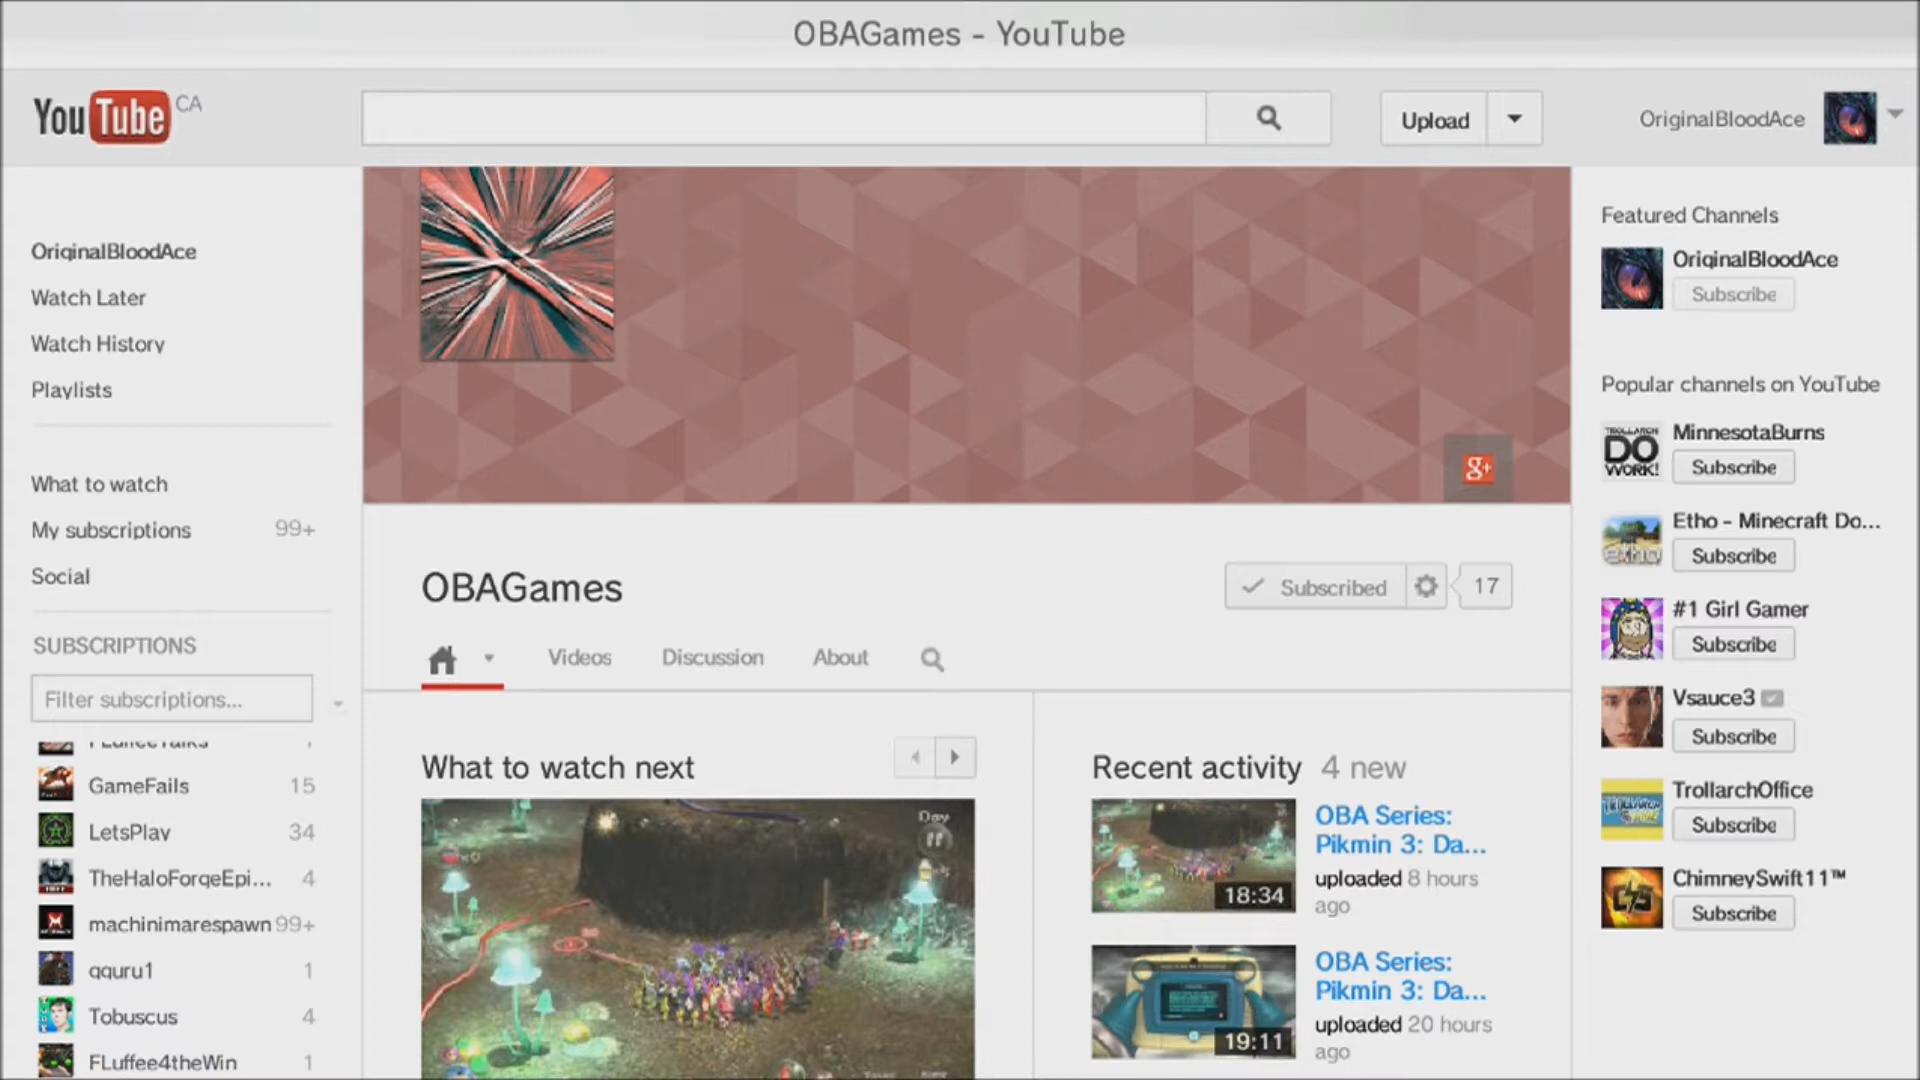 OBAGames - YouTube
YouTube CA
Upload
OriginalBloodAce
OriginalBloodAce
Watch Later
Watch History
Playlists
What to watch
My subscriptions 99+
Social
SUBSCRIPTIONS
Filter subscriptions...
GameFails 15
LetsPlay 34
TheHaloForgeEpi... 4
machinimarespawn 99+
qquru1 1
Tobuscus 4
FLuffee4theWin 1
g+
OBAGames
Subscribed 17
Videos Discussion About
What to watch next
Day
Recent activity 4 new
18:34
OBA Series:
Pikmin 3: Da...
uploaded 8 hours
ago
19:11
OBA Series:
Pikmin 3: Da...
uploaded 20 hours
ago
Featured Channels
OriginalBloodAce
Subscribe
Popular channels on YouTube
TROLLARCH
DO
WORK!
MinnesotaBurns
Subscribe
etho
Etho - Minecraft Do...
Subscribe
#1 Girl Gamer
Subscribe
Vsauce3
Subscribe
TrollarchOffice
Subscribe
ChimneySwift11™
Subscribe